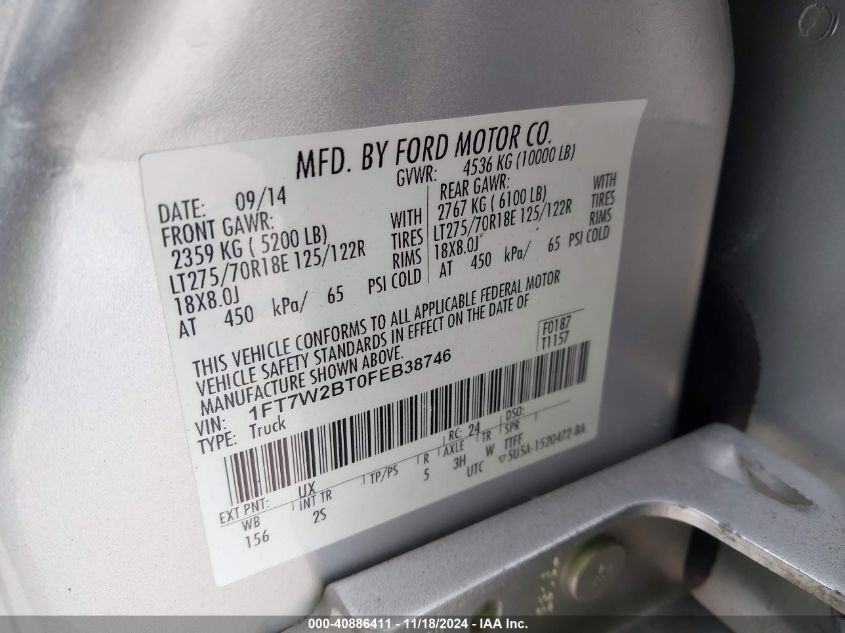 MFD. BY FORD MOTOR CO.
DATE: 09/14
GVWR: 4536 KG (10000 LB)
FRONT GAWR:
2359 KG ( 5200 LB) WITH
LT275/70R18E 125/122R TIRES
18X8.0J RIMS
AT 450 kPa/ 65 PSI COLD
REAR GAWR:
2767 KG ( 6100 LB) WITH
LT275/70R18E 125/122R TIRES
18X8.0J RIMS
AT 450 kPa/ 65 PSI COLD
THIS VEHICLE CONFORMS TO ALL APPLICABLE FEDERAL MOTOR
VEHICLE SAFETY STANDARDS IN EFFECT ON THE DATE OF
MANUFACTURE SHOWN ABOVE.
F0187
T1157
VIN: 1FT7W2BT0FEB38746
TYPE: Truck
EXT PNT: UX RC: 24 DSO:
WB INT TR TP/PS R AXLE TR SPR
156 2S 5 3H W TTFF
UTC ▽5U5A-1520472-BA
000-40886411 - 11/18/2024 - IAA Inc.